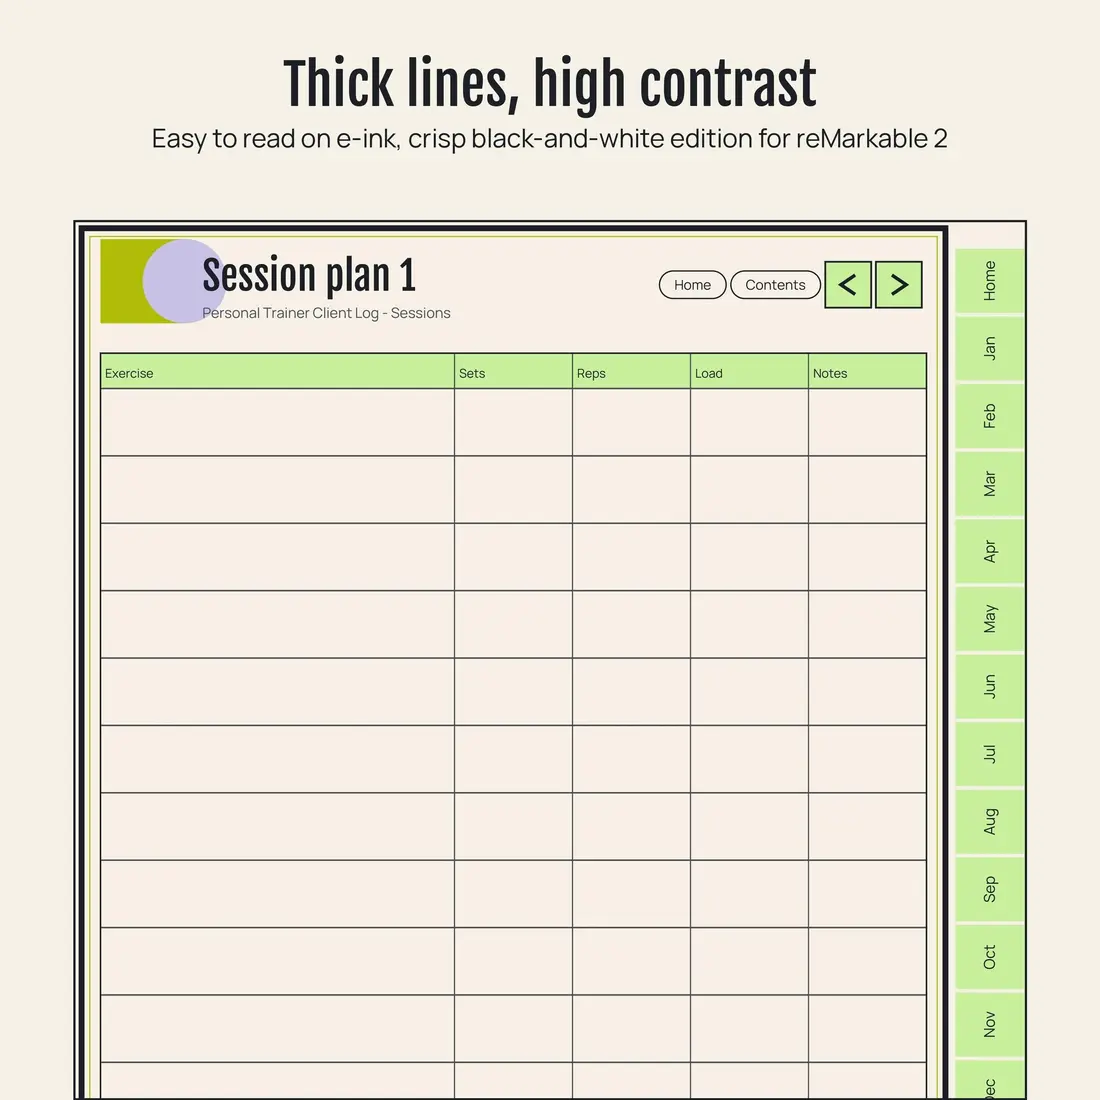 Thick lines, high contrast
Easy to read on e-ink, crisp black-and-white edition for reMarkable 2
Session plan 1
Personal Trainer Client Log - Sessions
Home
Contents
<
>
Exercise
Sets
Reps
Load
Notes
Home
Jan
Feb
Mar
Apr
May
Jun
Jul
Aug
Sep
Oct
Nov
Dec